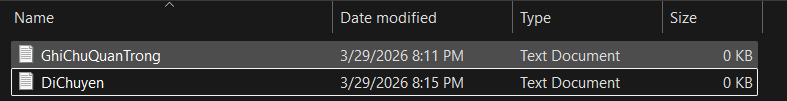 Name Date modified Type Size
GhiChuQuanTrong 3/29/2026 8:11 PM Text Document 0 KB
DiChuyen 3/29/2026 8:15 PM Text Document 0 KB